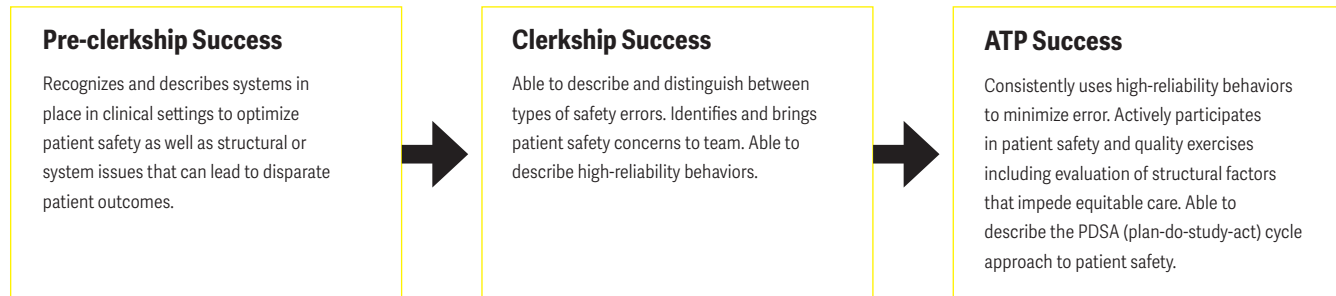 Pre-clerkship Success
Recognizes and describes systems in
place in clinical settings to optimize
patient safety as well as structural or
system issues that can lead to disparate
patient outcomes.
Clerkship Success
Able to describe and distinguish between
types of safety errors. Identifies and brings
patient safety concerns to team. Able to
describe high-reliability behaviors.
ATP Success
Consistently uses high-reliability behaviors
to minimize error. Actively participates
in patient safety and quality exercises
including evaluation of structural factors
that impede equitable care. Able to
describe the PDSA (plan-do-study-act) cycle
approach to patient safety.